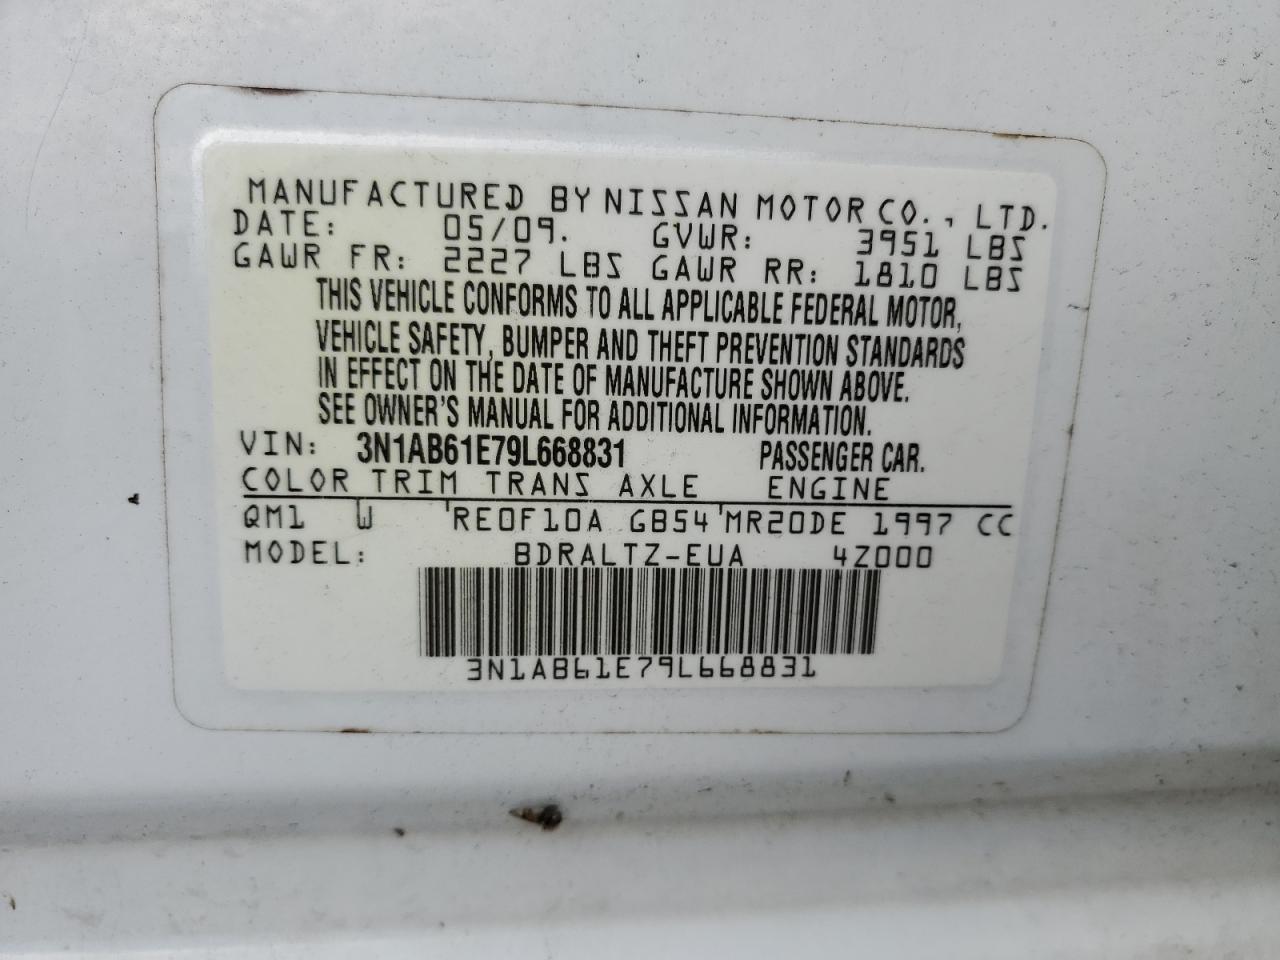 MANUFACTURED BY NISSAN MOTOR CO., LTD.
DATE: 05/09. GVWR: 3951 LBS
GAWR FR: 2227 LBS GAWR RR: 1810 LBS
THIS VEHICLE CONFORMS TO ALL APPLICABLE FEDERAL MOTOR,
VEHICLE SAFETY, BUMPER AND THEFT PREVENTION STANDARDS
IN EFFECT ON THE DATE OF MANUFACTURE SHOWN ABOVE.
SEE OWNER'S MANUAL FOR ADDITIONAL INFORMATION.
VIN: 3N1AB61E79L668831 PASSENGER CAR.
COLOR TRIM TRANS AXLE ENGINE
QM1 W 'RE0F10A GB54'MR20DE 1997 CC
MODEL: BDRALTZ-EUA 4Z000
3N1AB61E79L668831